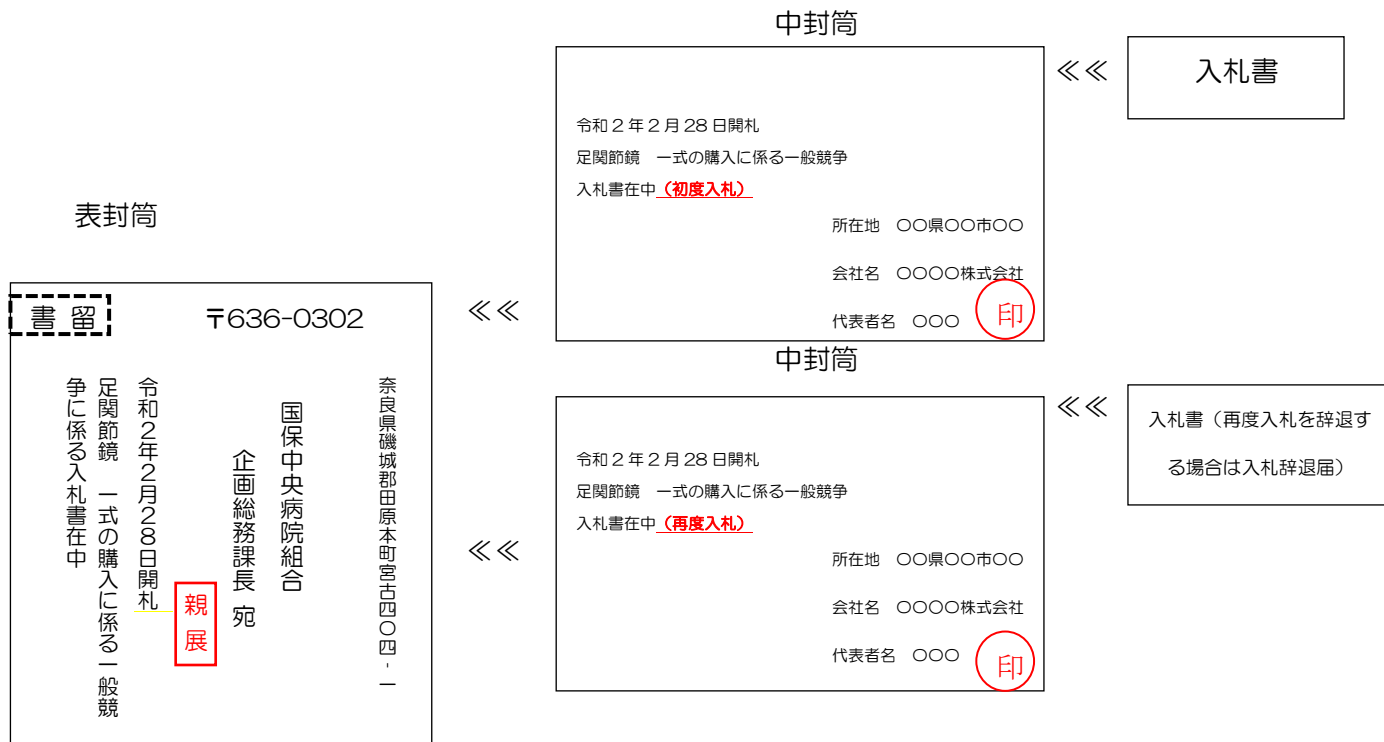 中封筒
≪≪
入札書
令和２年２月 28 日開札
足関節鏡　一式の購入に係る一般競争
入札書在中（初度入札）
所在地　〇〇県〇〇市〇〇
会社名　〇〇〇〇株式会社
代表者名　〇〇〇
印
表封筒
≪≪
書 留
〒636-0302
奈良県磯城郡田原本町宮古四〇四‐一
国保中央病院組合
企画総務課長 宛
親展
令和２年２月２８日開札
足関節鏡　一式の購入に係る一般競
争に係る入札書在中
≪≪
中封筒
≪≪
入札書（再度入札を辞退す
る場合は入札辞退届）
令和２年２月 28 日開札
足関節鏡　一式の購入に係る一般競争
入札書在中（再度入札）
所在地　〇〇県〇〇市〇〇
会社名　〇〇〇〇株式会社
代表者名　〇〇〇
印